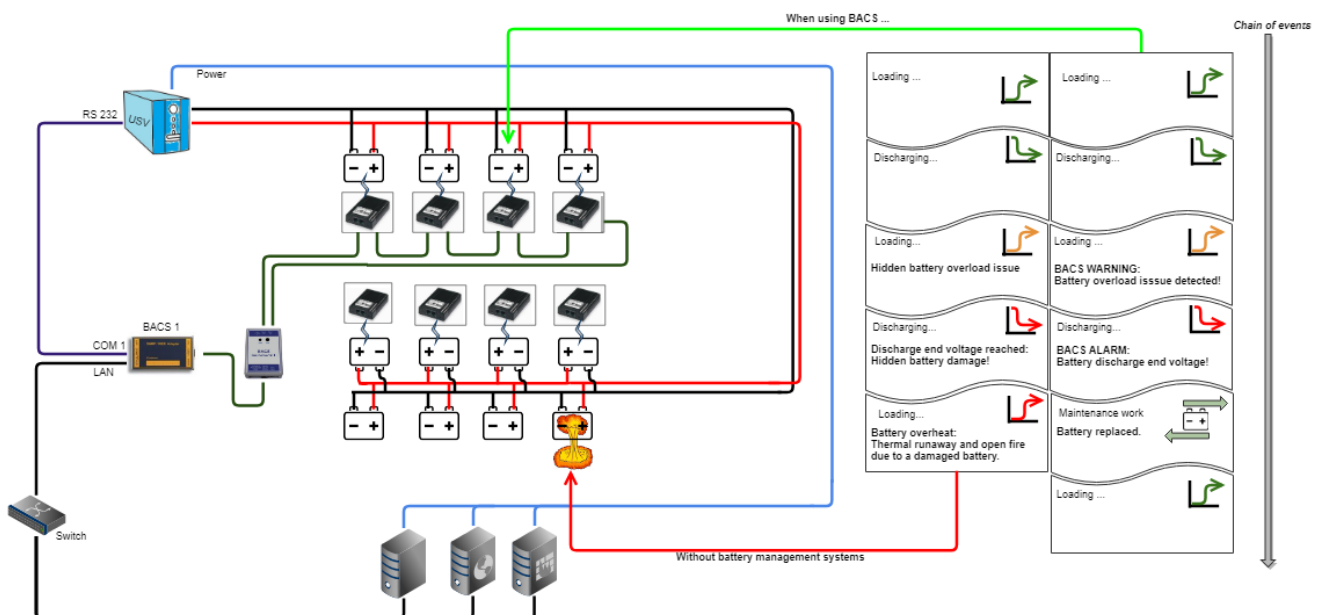 When using BACS ...
Chain of events
Power
RS 232
USV
Loading ...
Loading ...
Discharging...
Discharging...
Loading...
Hidden battery overload issue
Loading ...
BACS WARNING:
Battery overload isssue detected!
BACS 1
COM 1
LAN
BACS
Discharging...
Discharge end voltage reached:
Hidden battery damage!
Discharging...
BACS ALARM:
Battery discharge end voltage!
Loading...
Battery overheat:
Thermal runaway and open fire
due to a damaged battery.
Maintenance work
Battery replaced.
Loading ...
Switch
Without battery management systems